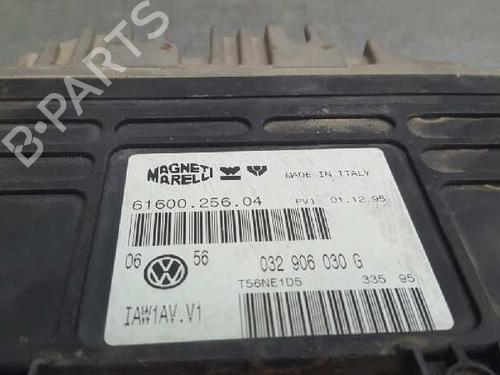 MAGNETI MARELLI MADE IN ITALY
61600.256.04 PV1 01.12.95
06 56 032 906 030 G
T56NE1D5 335 95
IAW1AV.V1
B-PARTS